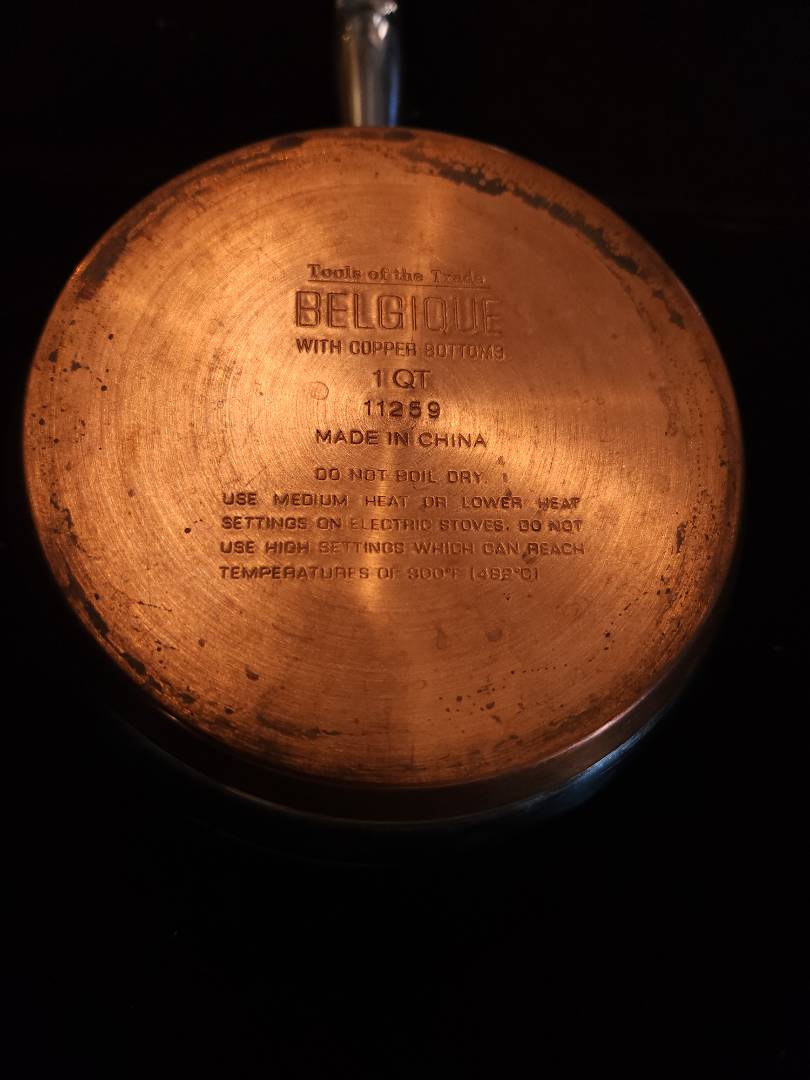 Tools of the Trade
BELGIQUE
WITH COPPER BOTTOMS
1 QT
11259
MADE IN CHINA
DO NOT BOIL DRY.
USE MEDIUM HEAT OR LOWER HEAT
SETTINGS ON ELECTRIC STOVES. DO NOT
USE HIGH SETTINGS WHICH CAN REACH
TEMPERATURES OF 900°F (482°C)